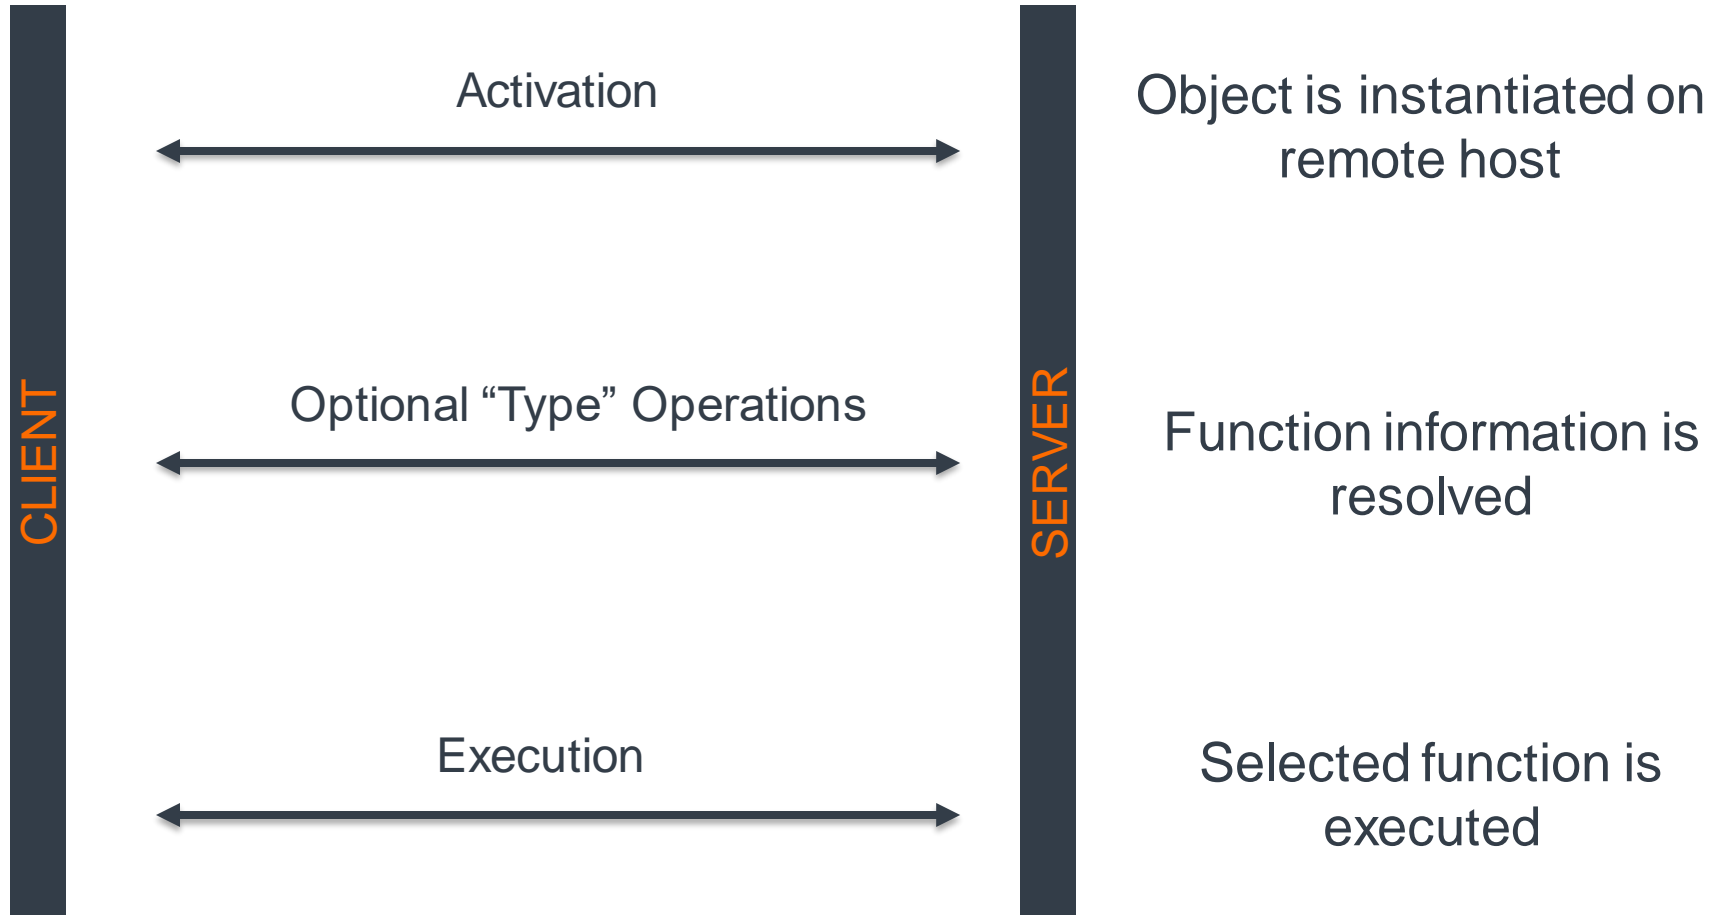 CLIENT
Activation
SERVER
Object is instantiated on
remote host
Optional “Type” Operations
Function information is
resolved
Execution
Selected function is
executed